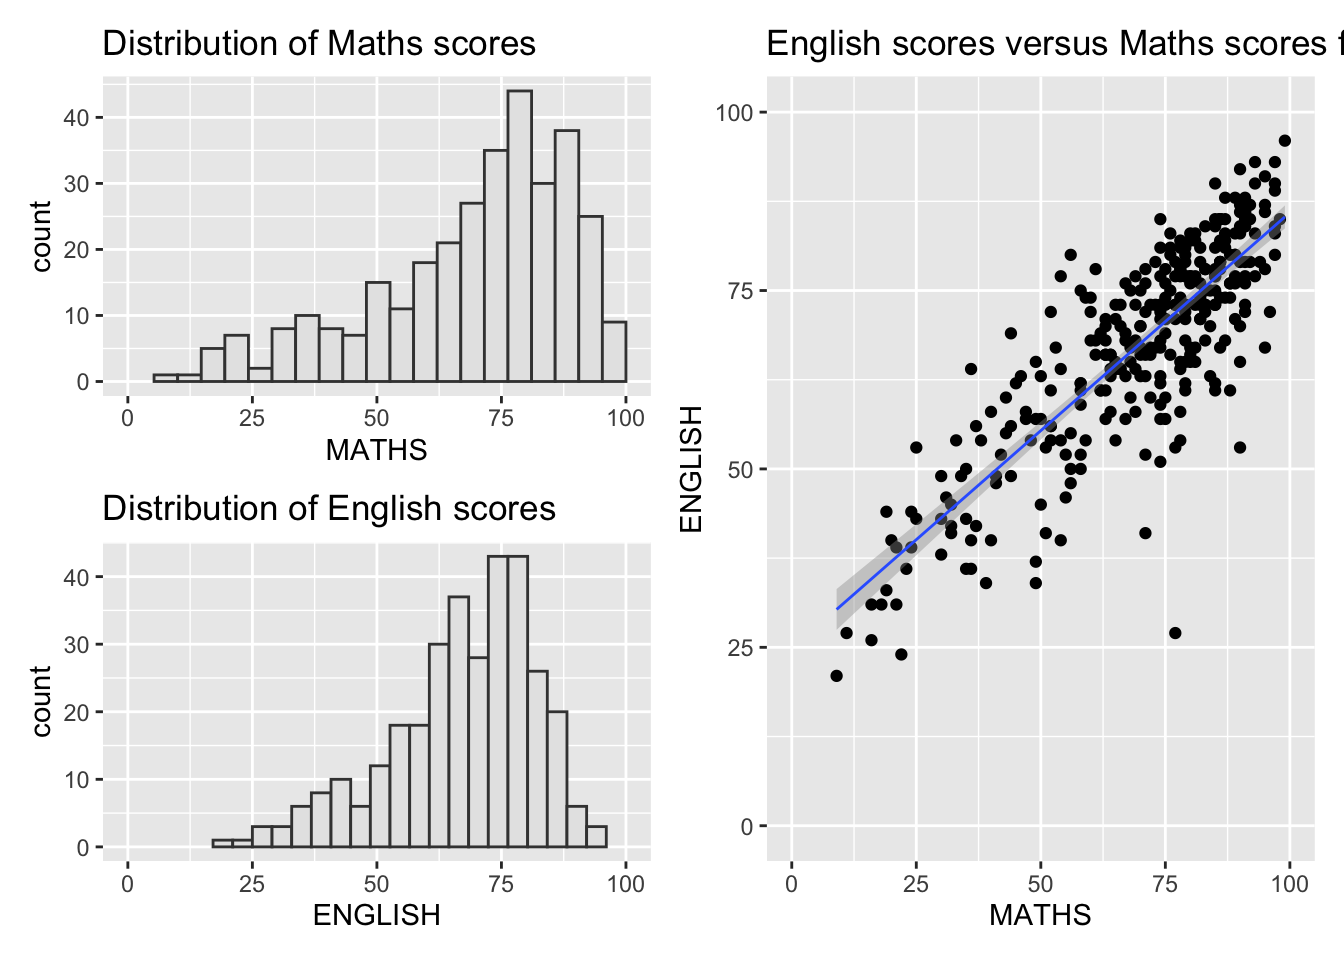 Distribution of Maths scores
count
40
30
20
10
0
0 25 50 75 100
MATHS
Distribution of English scores
count
40
30
20
10
0
0 25 50 75 100
ENGLISH
English scores versus Maths scores f
ENGLISH
100
75
50
25
0
0 25 50 75 100
MATHS